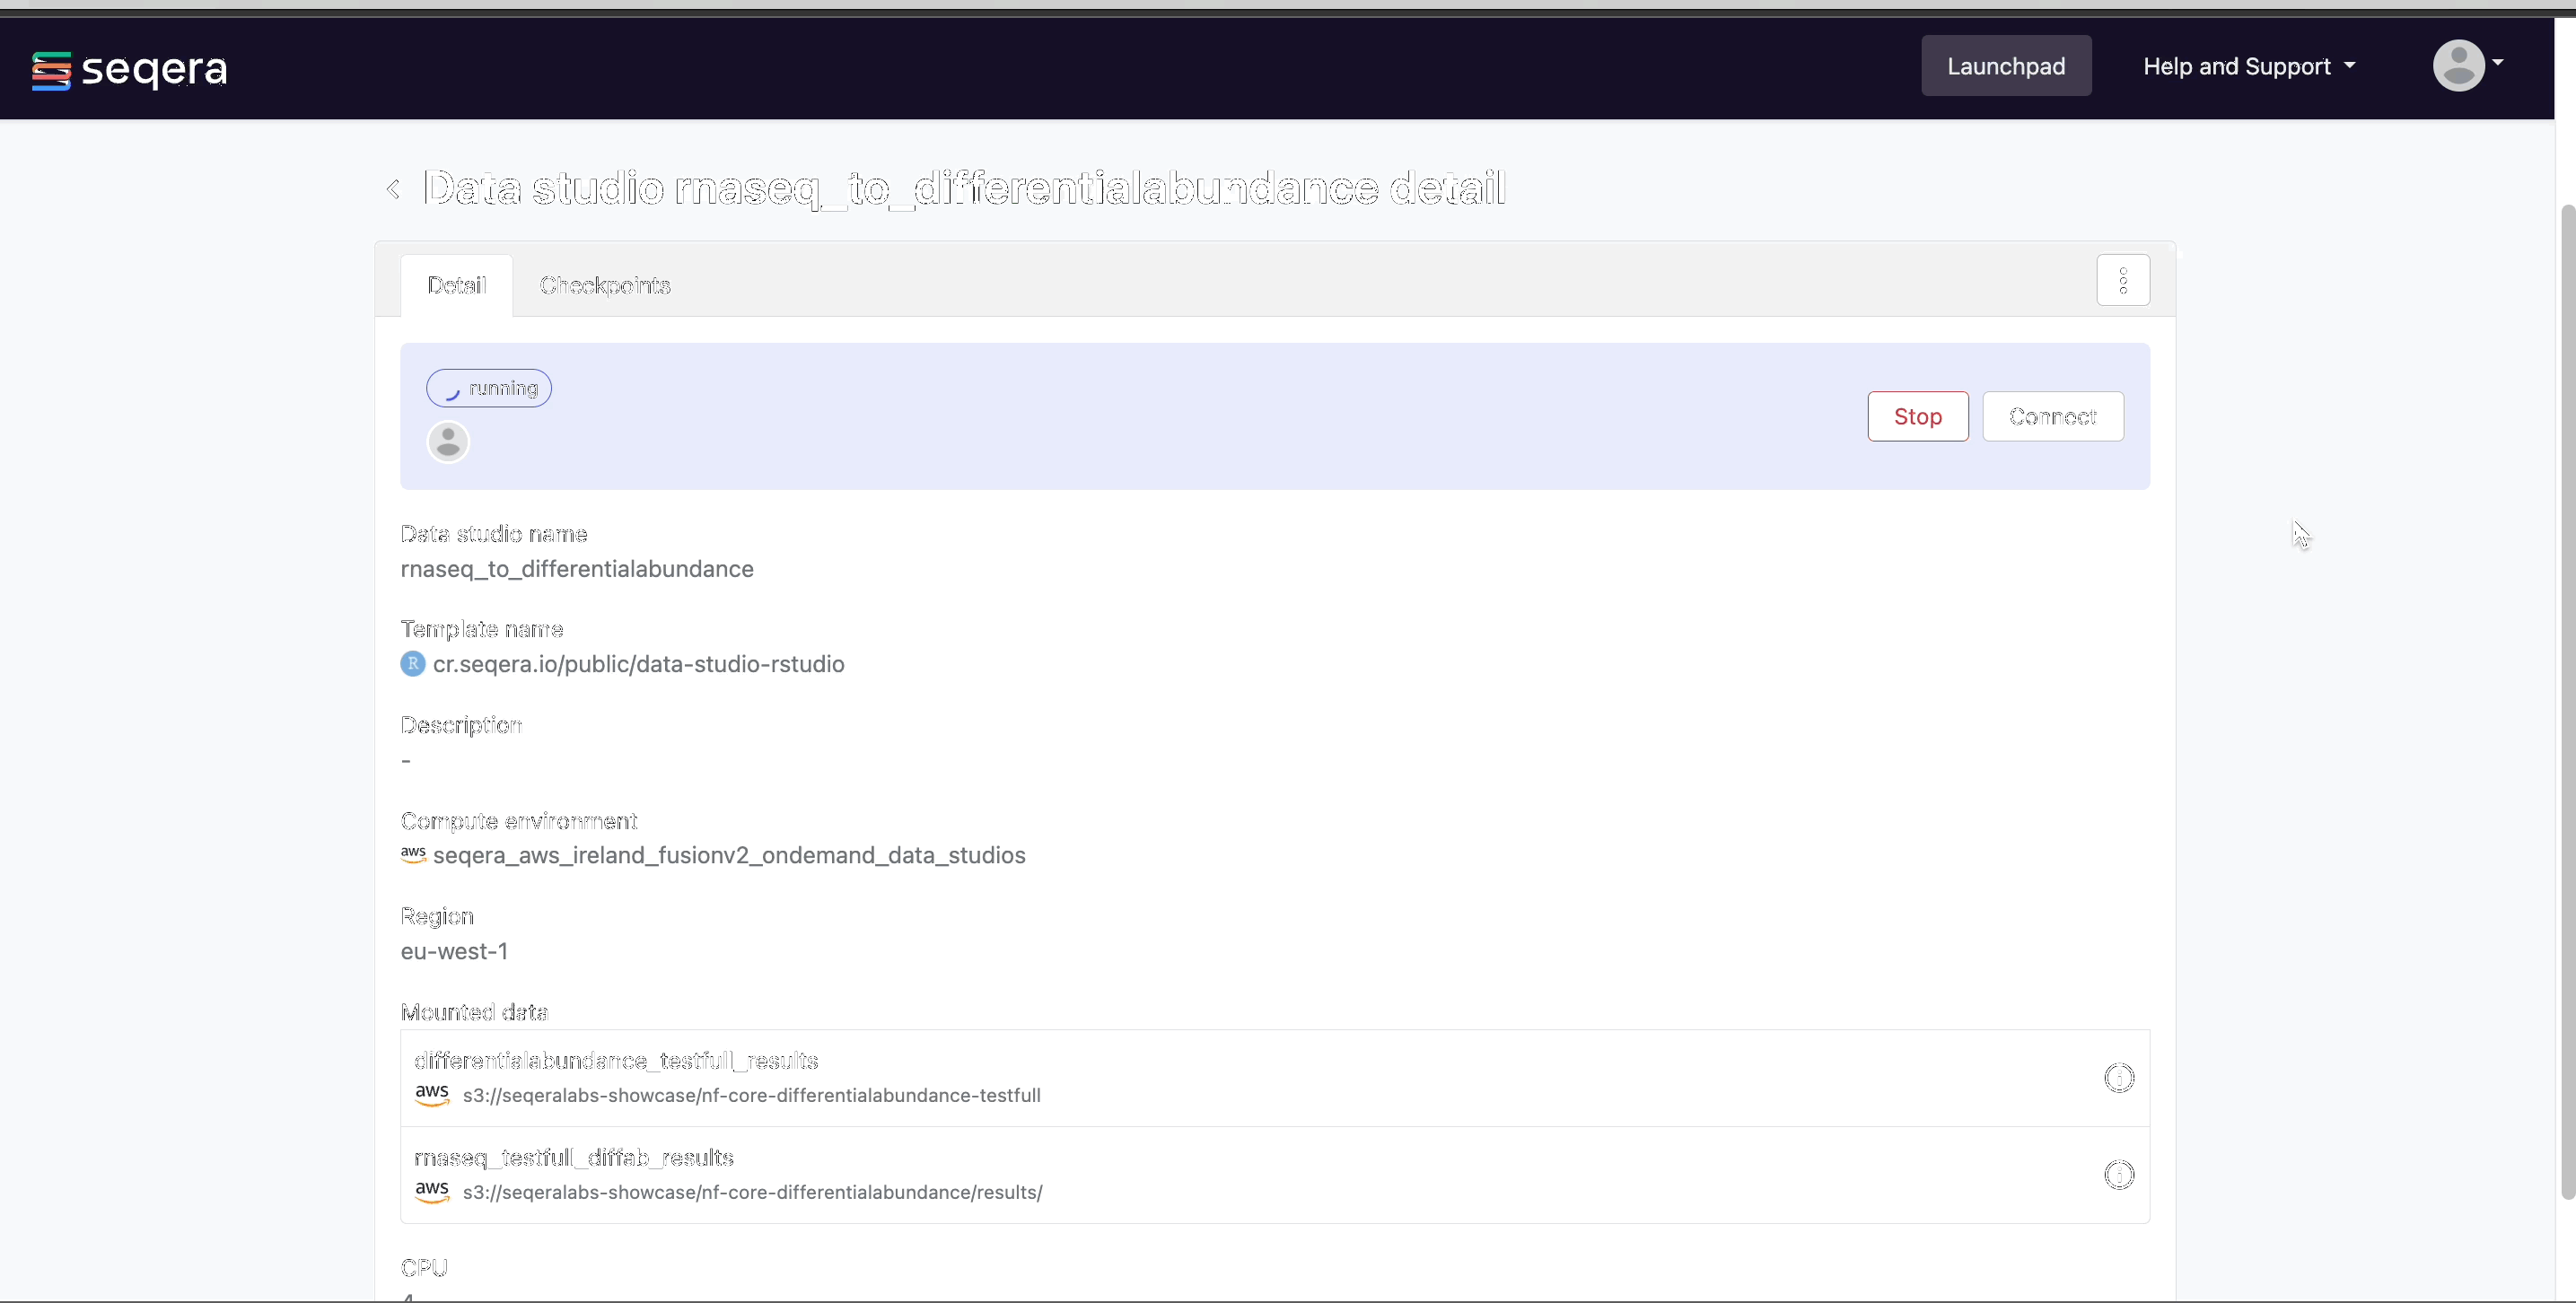 seqera
Launchpad
Help and Support
Data studio rnaseq_to_differentialabundance detail
Detail
Checkpoints
running
Stop
Connect
Data studio name
rnaseq_to_differentialabundance
Template name
R cr.seqera.io/public/data-studio-rstudio
Description
-
Compute environment
aws seqera_aws_ireland_fusionv2_ondemand_data_studios
Region
eu-west-1
Mounted data
differentialabundance_testfull_results
aws s3://seqeralabs-showcase/nf-core-differentialabundance-testfull
rnaseq_testfull_diffab_results
aws s3://seqeralabs-showcase/nf-core-differentialabundance/results/
CPU